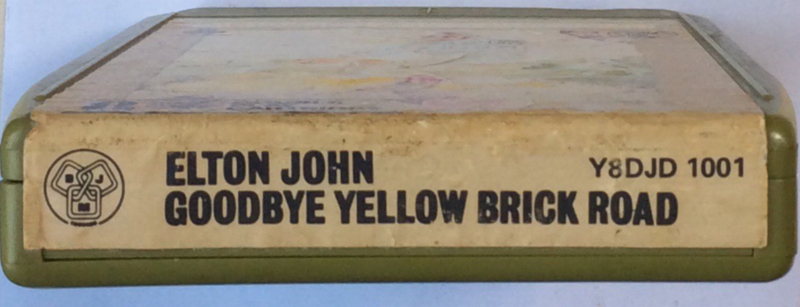 ELTON JOHN
Y8DJD 1001
GOODBYE YELLOW BRICK ROAD